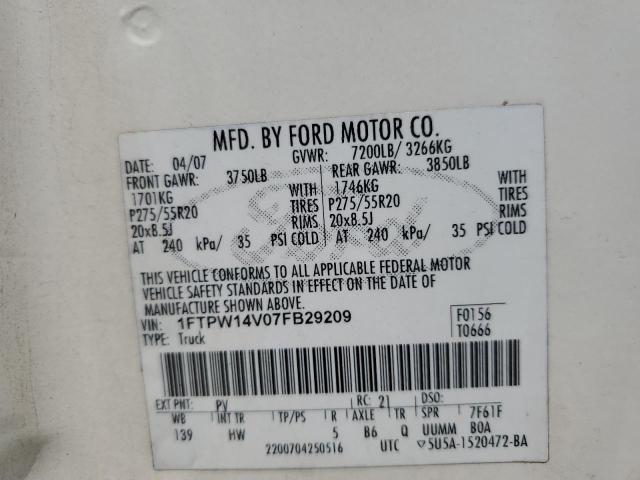 MFD. BY FORD MOTOR CO.
DATE: 04/07 GVWR: 7200LB/ 3266KG
FRONT GAWR: 3750LB REAR GAWR: 3850LB
1701KG WITH 1746KG WITH
P275/55R20 TIRES P275/55R20 TIRES
20x8.5J RIMS 20x8.5J RIMS
AT 240 kPa/ 35 PSI COLD AT 240 kPa/ 35 PSI COLD
Ford
THIS VEHICLE CONFORMS TO ALL APPLICABLE FEDERAL MOTOR
VEHICLE SAFETY STANDARDS IN EFFECT ON THE DATE OF
MANUFACTURE SHOWN ABOVE.
VIN: 1FTPW14V07FB29209 F0156
TYPE: Truck T0666
EXT PNT: PV RC: 21 DSO:
WB INT TR TP/PS R AXLE TR SPR 7F61F
139 HW 5 B6 Q UUMM BOA
2200704250516 UTC ▽5U5A-1520472-BA